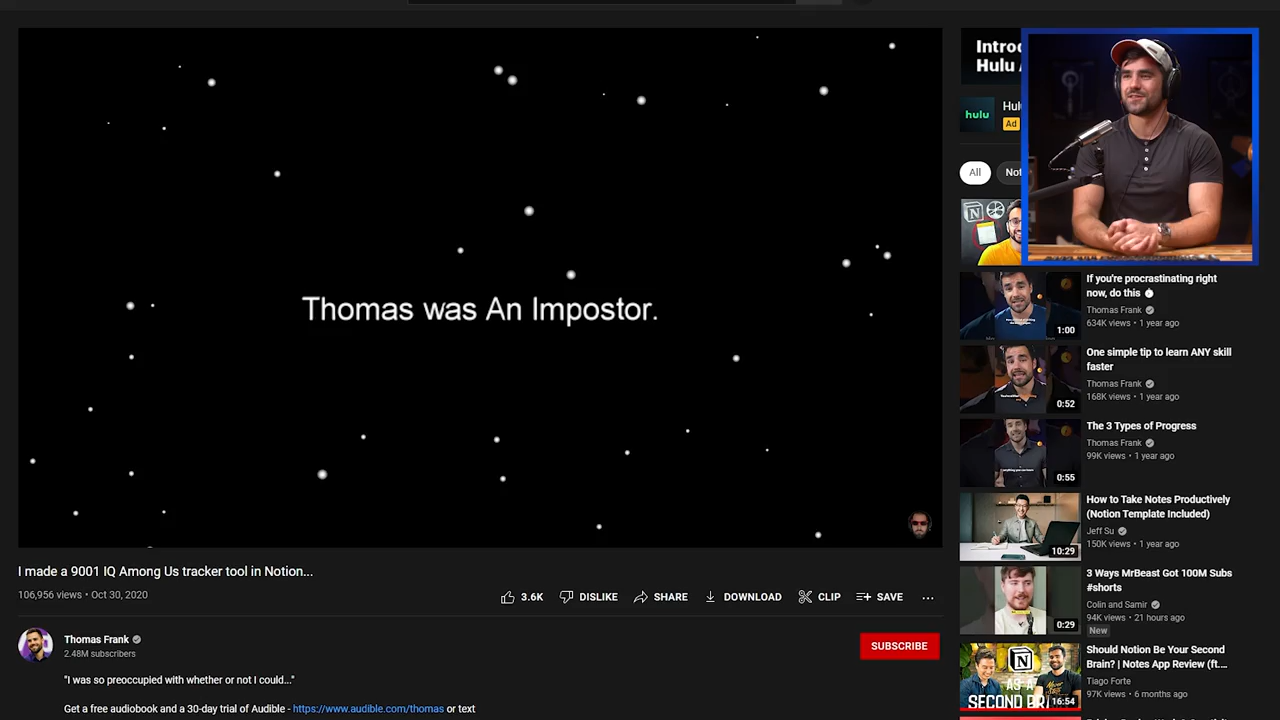 Thomas was An Impostor.
I made a 9001 IQ Among Us tracker tool in Notion...
106,956 views • Oct 30, 2020
3.6K
DISLIKE
SHARE
DOWNLOAD
CLIP
SAVE
Thomas Frank
2.48M subscribers
SUBSCRIBE
"I was so preoccupied with whether or not I could..."
Get a free audiobook and a 30-day trial of Audible: https://www.audible.com/thomas or text
Hulu
hulu
Ad
All
If you're procrastinating right
now, do this
Thomas Frank
634K views • 1 year ago
1:00
One simple tip to learn ANY skill
faster
Thomas Frank
168K views • 1 year ago
0:52
The 3 Types of Progress
Thomas Frank
99K views • 1 year ago
0:55
How to Take Notes Productively
(Notion Template Included)
Jeff Su
150K views • 1 year ago
10:29
3 Ways MrBeast Got 100M Subs
#shorts
Colin and Samir
94K views • 21 hours ago
New
0:29
Should Notion Be Your Second
Brain? | Notes App Review (ft....
Tiago Forte
97K views • 6 months ago
AS A
SECOND
16:54